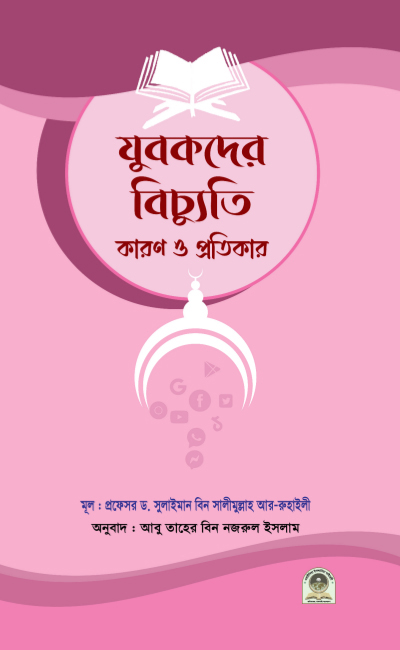 যুবকদের
বিচ্যুতি
কারণ ও প্রতিকার
মূল : প্রফেসর ড. সুলাইমান বিন সালীমুল্লাহ আর-রুহাইলী
অনুবাদ : আবু তাহের বিন নজরুল ইসলাম